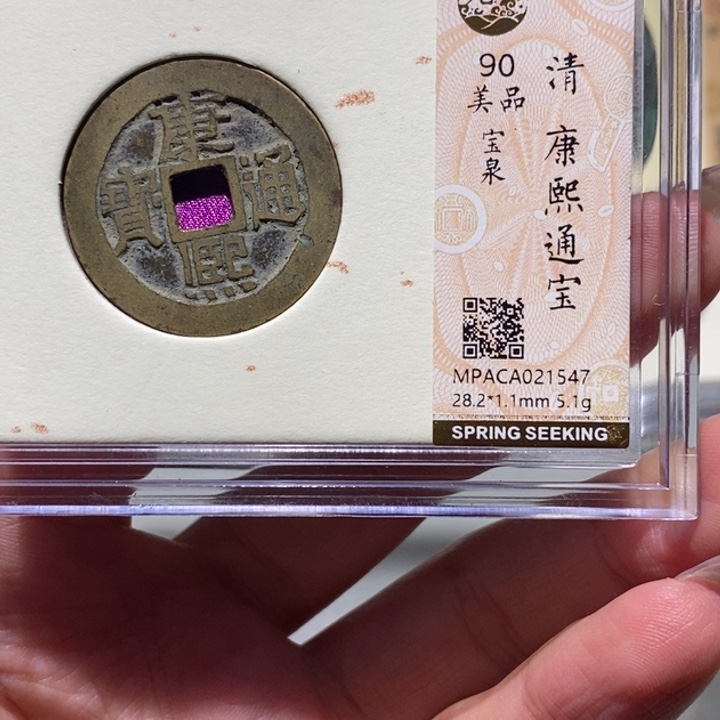 康熙通寳
90
美品
宝泉
清 康熙通宝
MPACA021547
28.2*1.1mm 5.1g
SPRING SEEKING